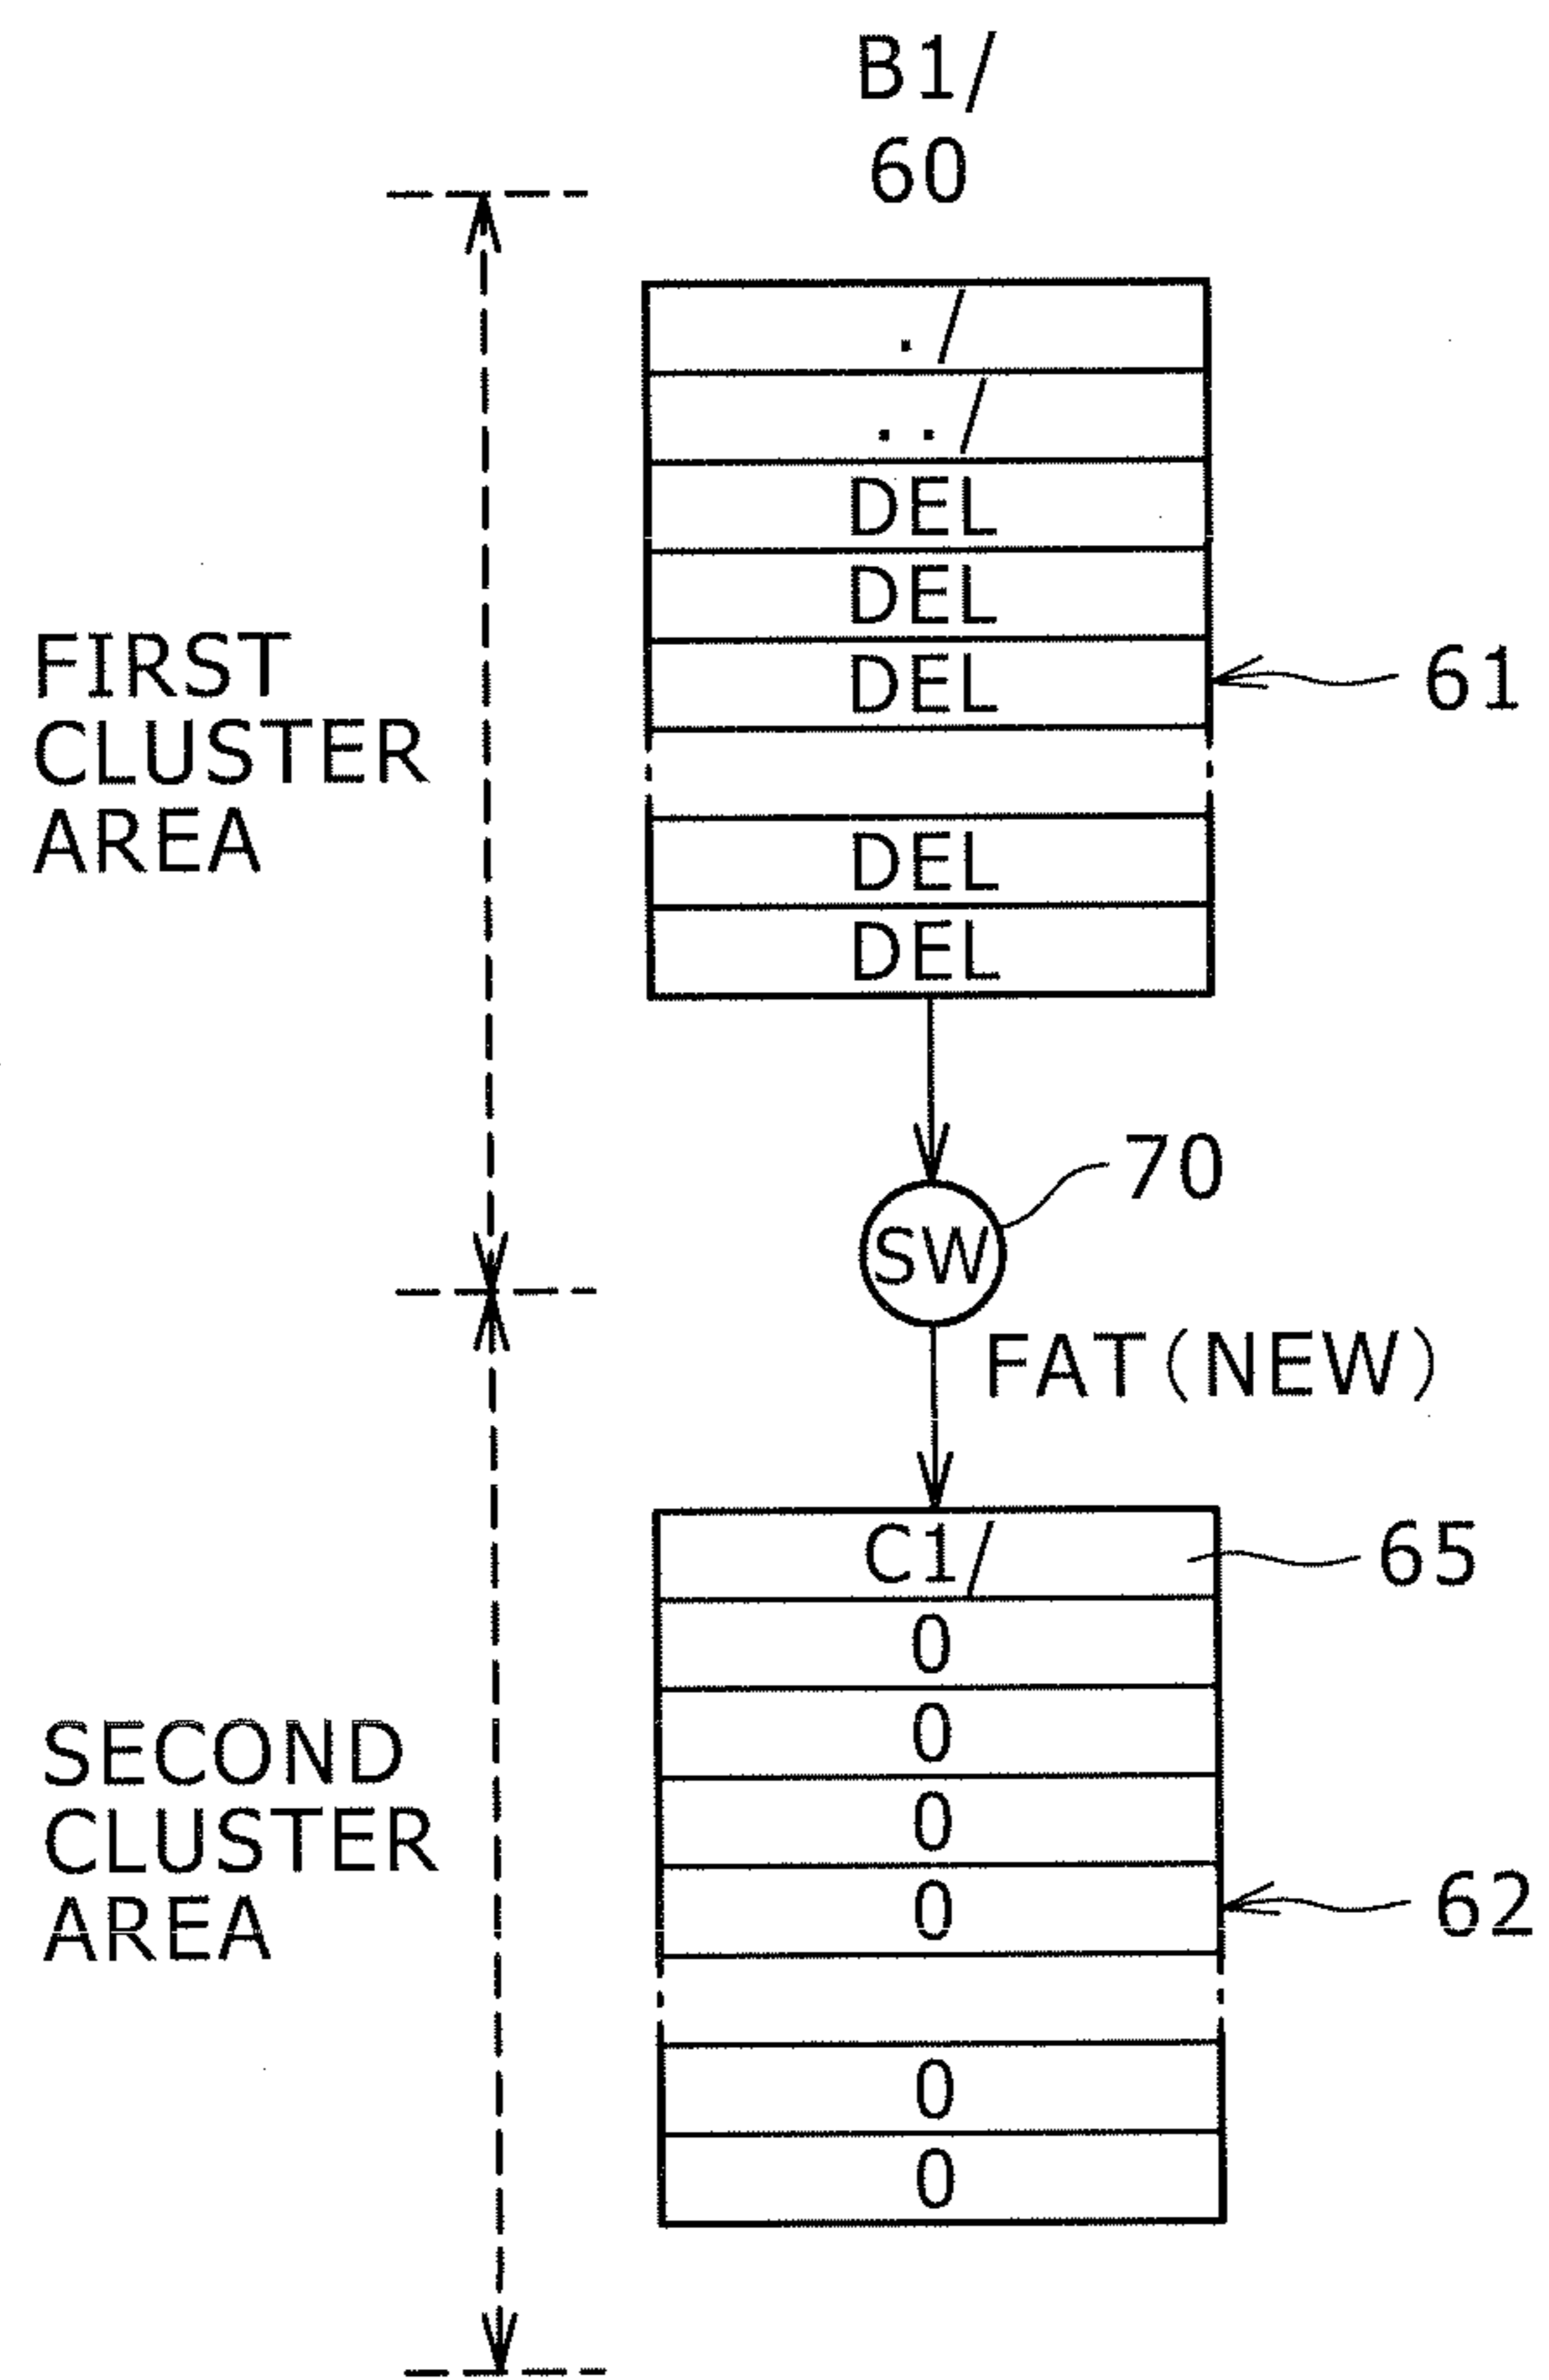 B1/
60
./
../
DEL
DEL
DEL
61
FIRST
CLUSTER
AREA
DEL
DEL
70
SW
FAT(NEW)
C1/
65
0
0
0
0
62
SECOND
CLUSTER
AREA
0
0